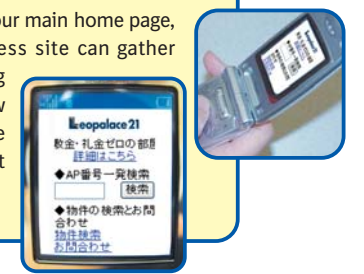 our main home page,
ess site can gather
g
w
e
t
Leopalace21
敷金・礼金ゼロの部屋
詳細はこちら
◆AP番号一発検索
検索
◆物件の検索とお問
合わせ
物件検索
お問合わせ